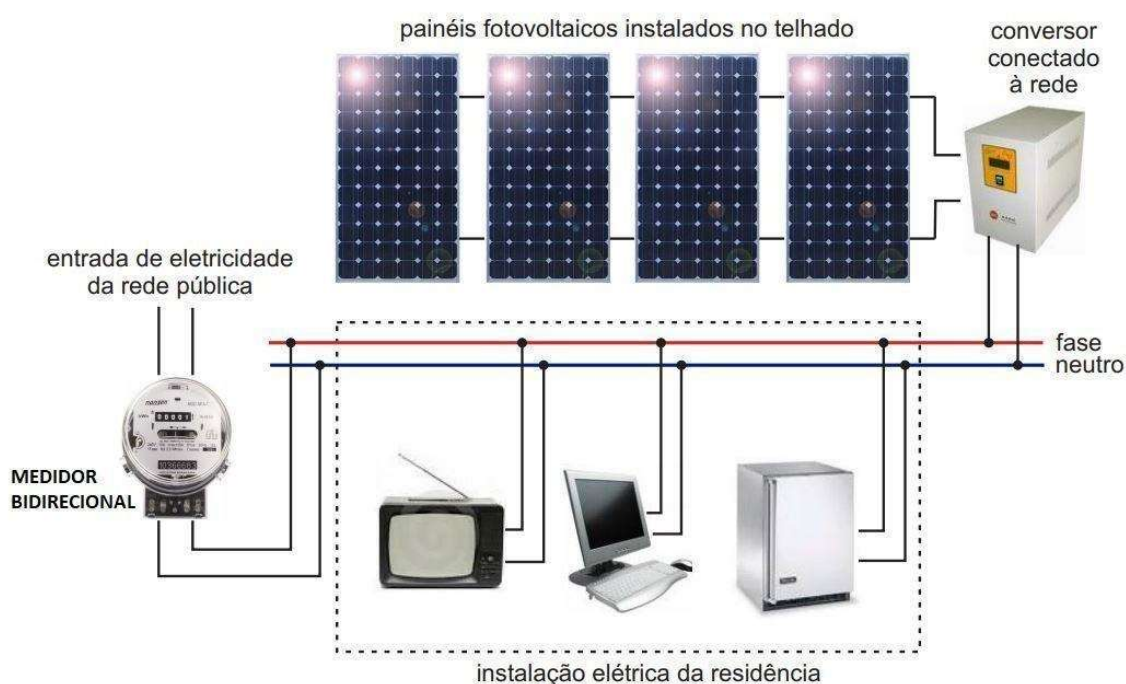 painéis fotovoltaicos instalados no telhado
conversor
conectado
à rede
entrada de eletricidade
da rede pública
fase
neutro
00001
MEDIDOR
BIDIRECIONAL
instalação elétrica da residência